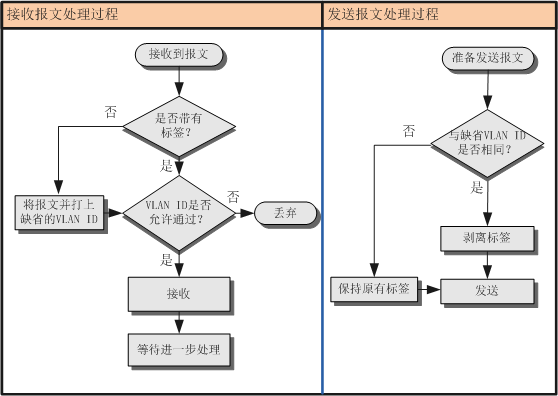 接收报文处理过程
接收到报文
否
是否带有
标签？
是
将报文并打上
缺省的VLAN ID
VLAN ID是否
允许通过？
否
丢弃
是
接收
等待进一步处理
发送报文处理过程
准备发送报文
否
与缺省VLAN ID
是否相同？
是
剥离标签
保持原有标签
发送